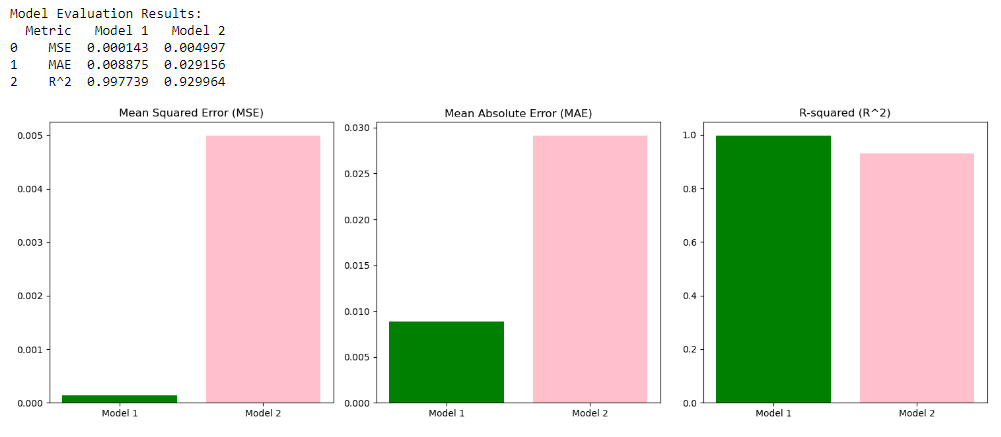 Model Evaluation Results:
Metric Model 1 Model 2
0 MSE 0.000143 0.004997
1 MAE 0.008875 0.029156
2 R^2 0.997739 0.929964
Mean Squared Error (MSE)
0.005
0.004
0.003
0.002
0.001
0.000
Model 1 Model 2
Mean Absolute Error (MAE)
0.030
0.025
0.020
0.015
0.010
0.005
0.000
Model 1 Model 2
R-squared (R^2)
1.0
0.8
0.6
0.4
0.2
0.0
Model 1 Model 2